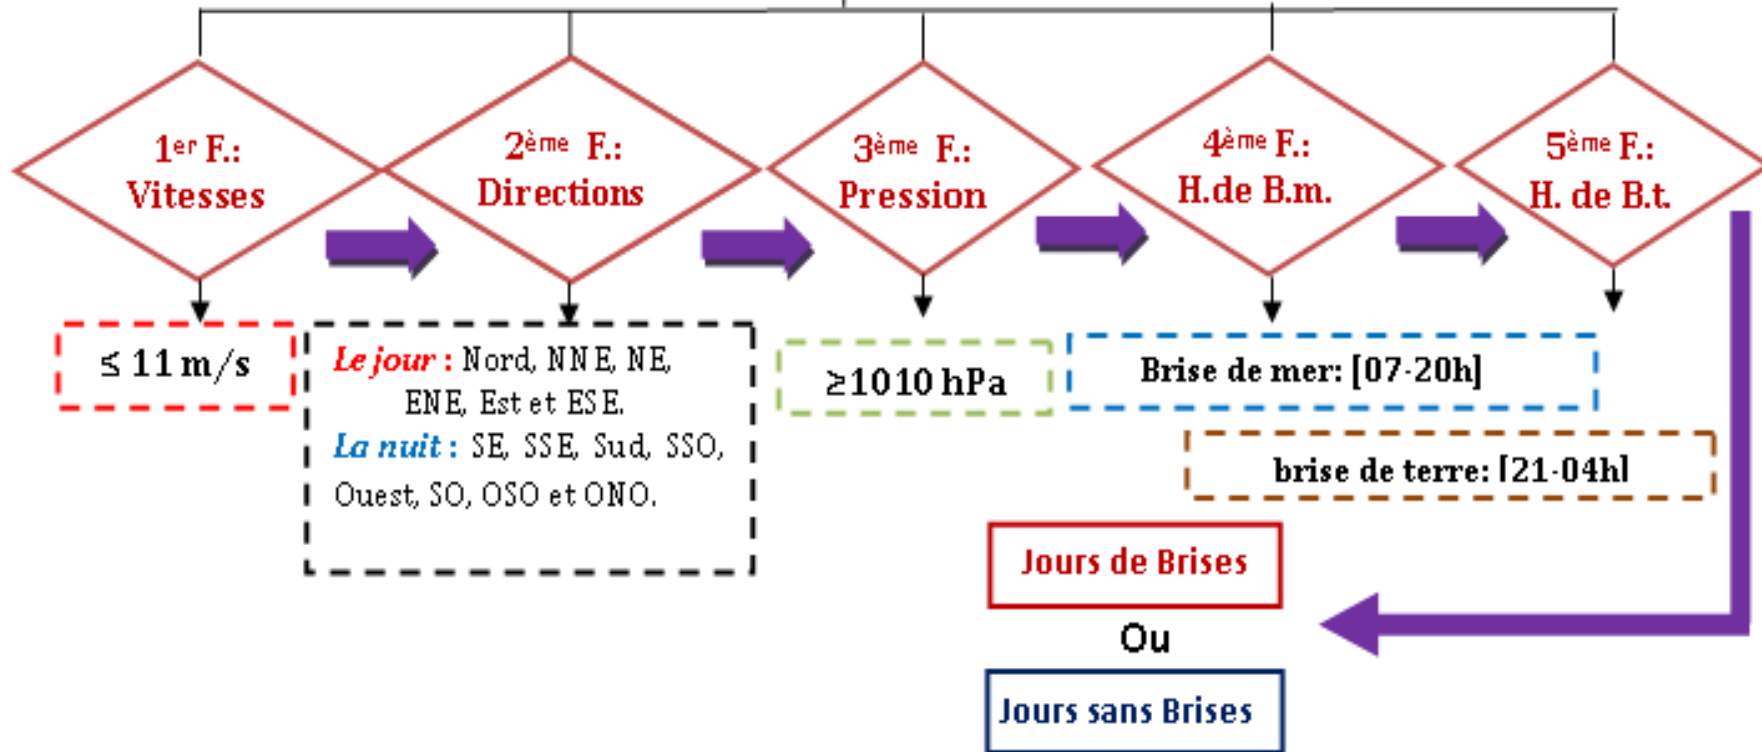 1er F.:
Vitesses
2ème F.:
Directions
3ème F.:
Pression
4ème F.:
H.de B.m.
5ème F.:
H. de B.t.
≤ 11 m/s
Le jour : Nord, NNE, NE,
ENE, Est et ESE.
La nuit : SE, SSE, Sud, SSO,
Ouest, SO, OSO et ONO.
≥1010 hPa
Brise de mer: [07-20h]
brise de terre: [21-04h]
Jours de Brises
Ou
Jours sans Brises